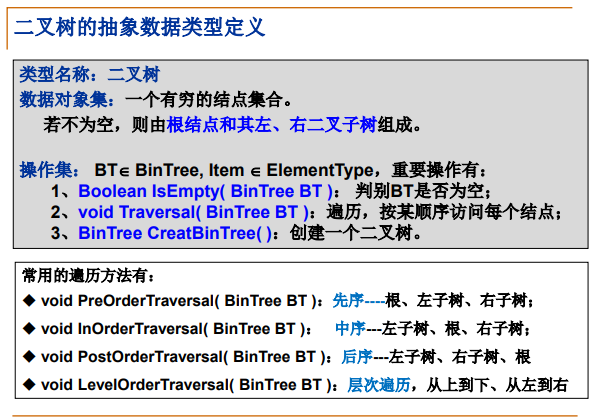 二叉树的抽象数据类型定义
类型名称：二叉树
数据对象集：一个有穷的结点集合。
若不为空，则由根结点和其左、右二叉子树组成。
操作集： BT∈ BinTree, Item ∈ ElementType，重要操作有：
1、Boolean IsEmpty( BinTree BT )： 判别BT是否为空；
2、void Traversal( BinTree BT )：遍历，按某顺序访问每个结点；
3、BinTree CreatBinTree( )：创建一个二叉树。
常用的遍历方法有：
◆ void PreOrderTraversal( BinTree BT )：先序----根、左子树、右子树；
◆ void InOrderTraversal( BinTree BT )： 中序---左子树、根、右子树；
◆ void PostOrderTraversal( BinTree BT )：后序---左子树、右子树、根
◆ void LevelOrderTraversal( BinTree BT )：层次遍历，从上到下、从左到右